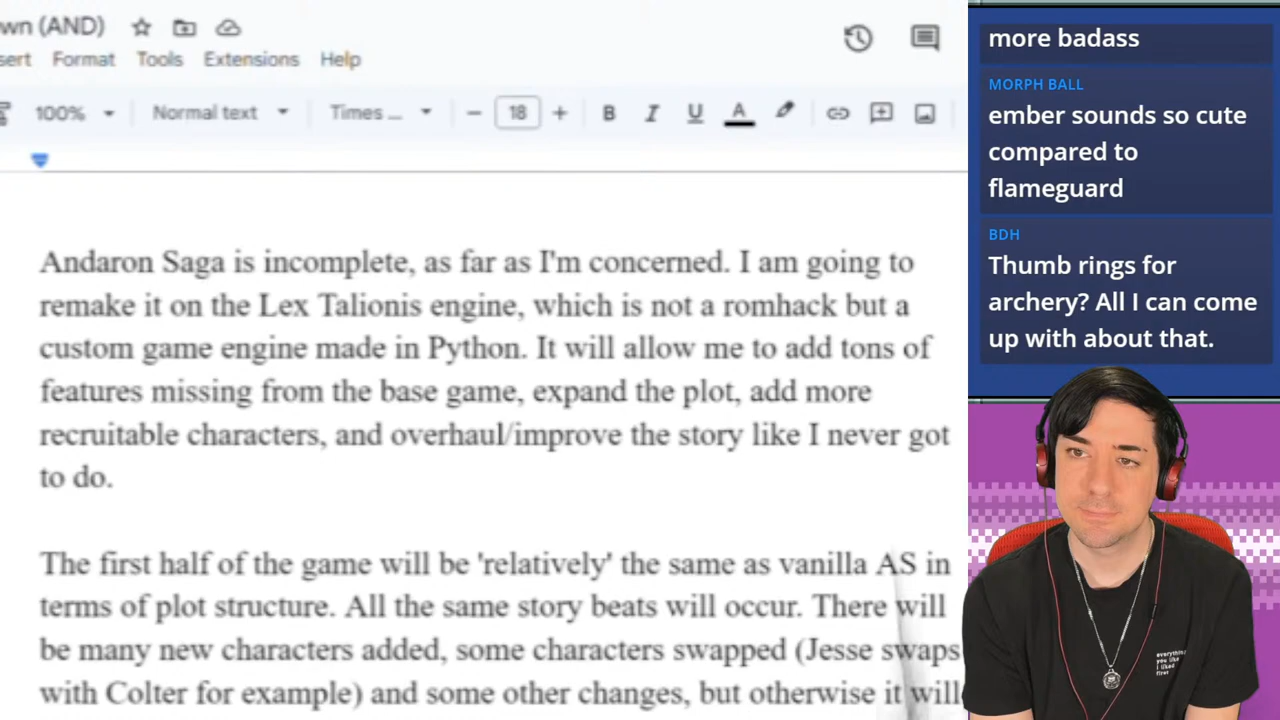 wn (AND)
sert Format Tools Extensions Help
100% Normal text Times ... − 18 + B I U A
Andaron Saga is incomplete, as far as I'm concerned. I am going to
remake it on the Lex Talionis engine, which is not a romhack but a
custom game engine made in Python. It will allow me to add tons of
features missing from the base game, expand the plot, add more
recruitable characters, and overhaul/improve the story like I never got
to do.
The first half of the game will be 'relatively' the same as vanilla AS in
terms of plot structure. All the same story beats will occur. There will
be many new characters added, some characters swapped (Jesse swaps
with Colter for example) and some other changes, but otherwise it will
more badass
MORPH BALL
ember sounds so cute
compared to
flameguard
BDH
Thumb rings for
archery? All I can come
up with about that.
everything
you like
i liked
first